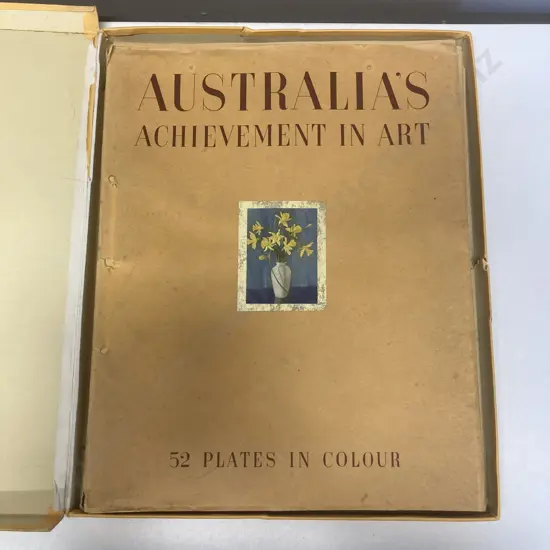 AUSTRALIA'S
ACHIEVEMENT IN ART
52 PLATES IN COLOUR